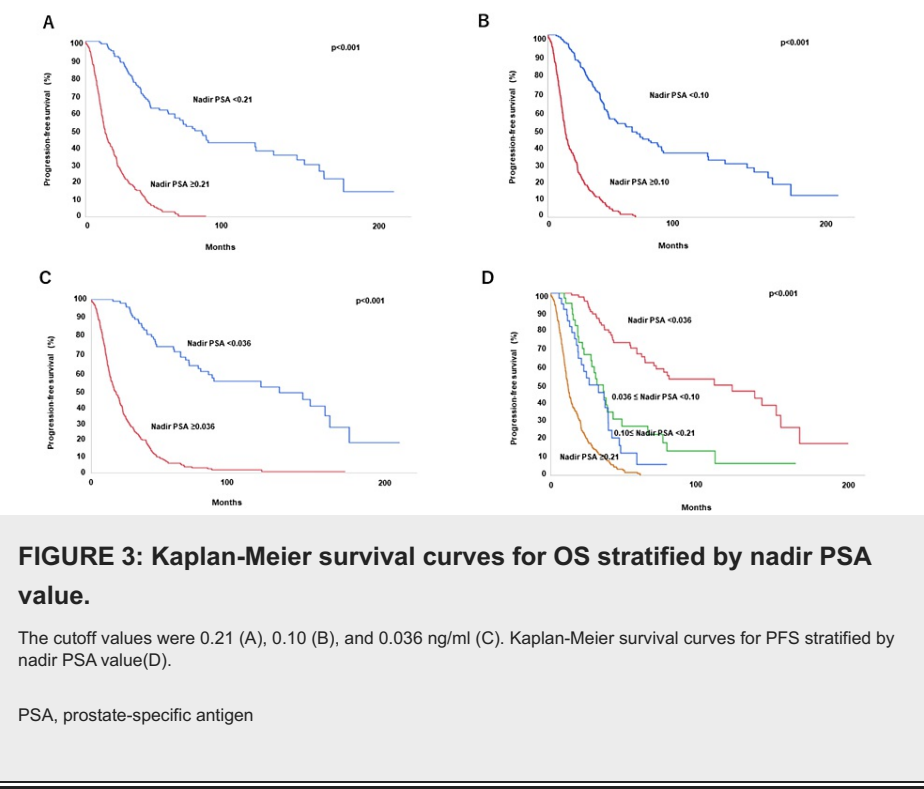 A
p<0.001
100
90
80
70
60
50
40
30
20
10
0
Progression-free survival (%)
Nadir PSA <0.21
Nadir PSA ≥0.21
0 100 200
Months
B
p<0.001
100
90
80
70
60
50
40
30
20
10
0
Progression-free survival (%)
Nadir PSA <0.10
Nadir PSA ≥0.10
0 100 200
Months
C
p<0.001
100
90
80
70
60
50
40
30
20
10
0
Progression-free survival (%)
Nadir PSA <0.036
Nadir PSA ≥0.036
0 100 200
Months
D
p<0.001
100
90
80
70
60
50
40
30
20
10
0
Progression-free survival (%)
Nadir PSA <0.036
0.036 ≤ Nadir PSA <0.10
0.10≤ Nadir PSA <0.21
Nadir PSA ≥0.21
0 100 200
Months
FIGURE 3: Kaplan-Meier survival curves for OS stratified by nadir PSA
value.
The cutoff values were 0.21 (A), 0.10 (B), and 0.036 ng/ml (C). Kaplan-Meier survival curves for PFS stratified by
nadir PSA value(D).
PSA, prostate-specific antigen